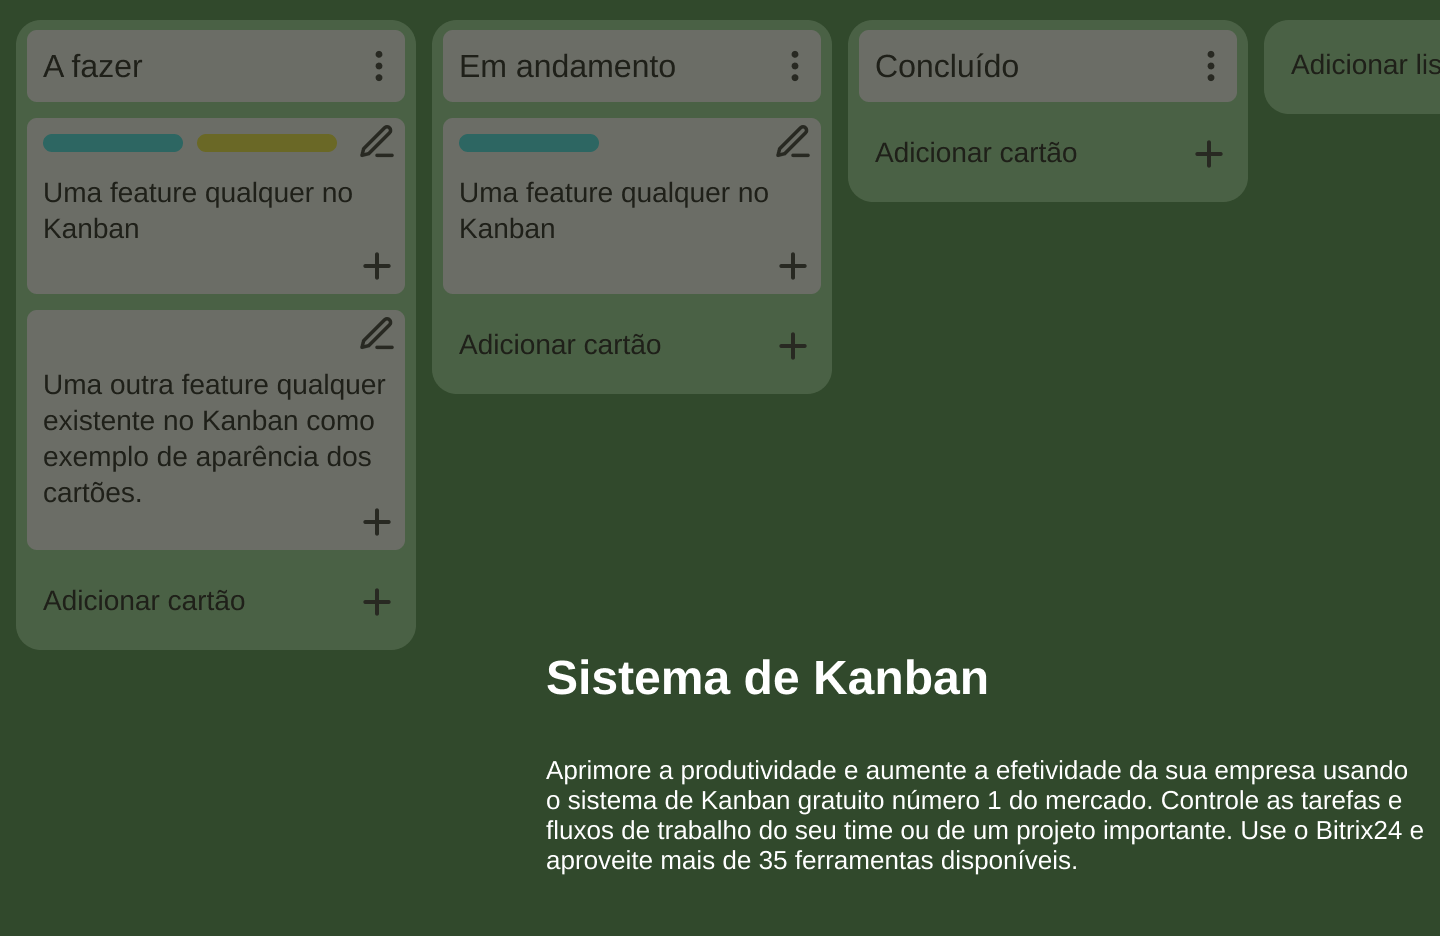 A fazer
Uma feature qualquer no
Kanban
Uma outra feature qualquer
existente no Kanban como
exemplo de aparência dos
cartões.
Adicionar cartão
Em andamento
Uma feature qualquer no
Kanban
Adicionar cartão
Concluído
Adicionar cartão
Adicionar lis
Sistema de Kanban
Aprimore a produtividade e aumente a efetividade da sua empresa usando
o sistema de Kanban gratuito número 1 do mercado. Controle as tarefas e
fluxos de trabalho do seu time ou de um projeto importante. Use o Bitrix24 e
aproveite mais de 35 ferramentas disponíveis.